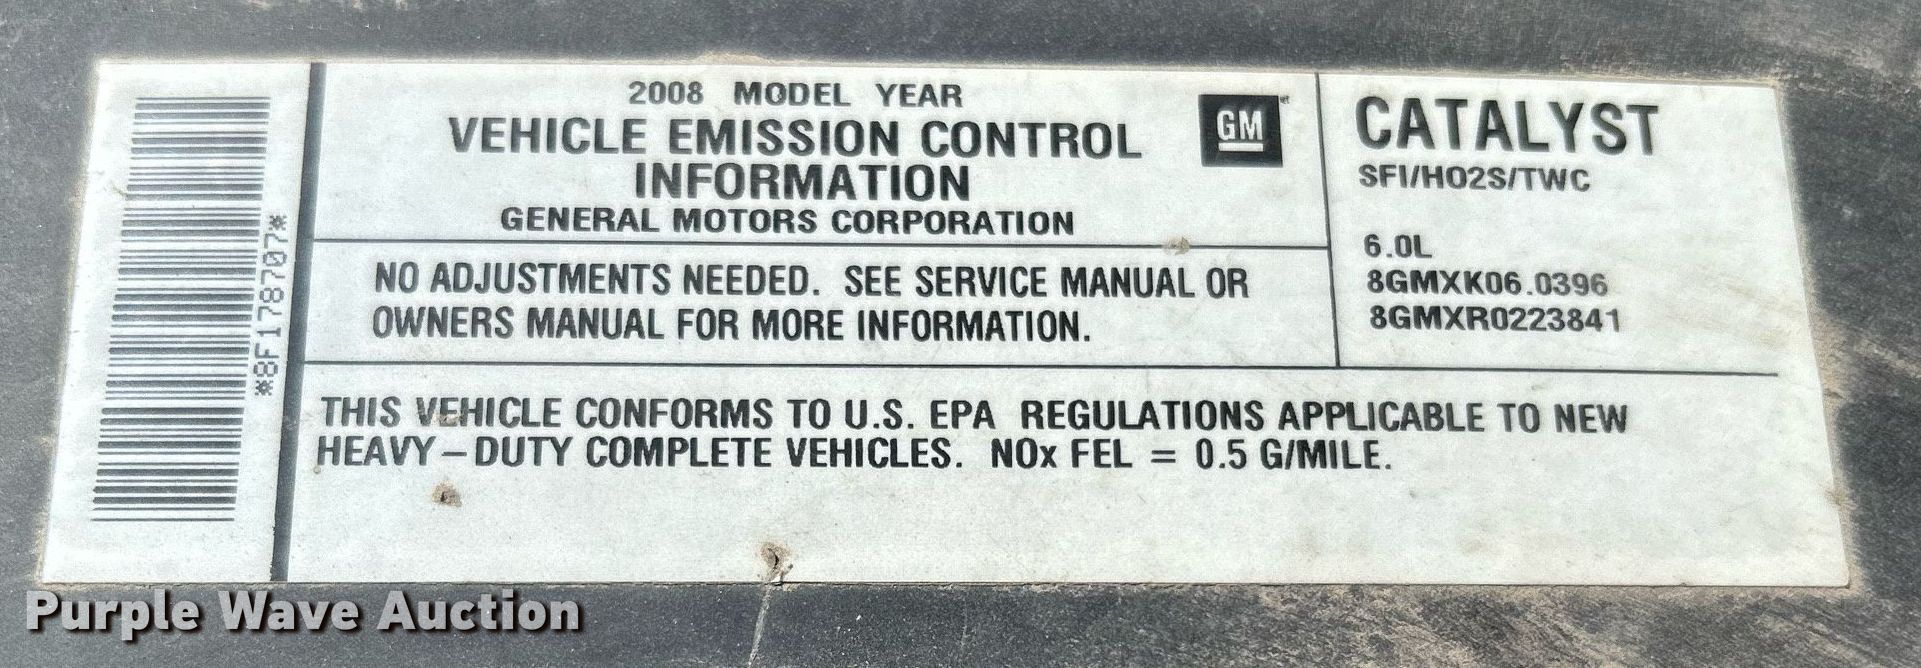 *8F178707*
2008 MODEL YEAR
VEHICLE EMISSION CONTROL
INFORMATION
GENERAL MOTORS CORPORATION
GM
CATALYST
SFI/HO2S/TWC
6.0L
8GMXK06.0396
8GMXR0223841
NO ADJUSTMENTS NEEDED. SEE SERVICE MANUAL OR
OWNERS MANUAL FOR MORE INFORMATION.
THIS VEHICLE CONFORMS TO U.S. EPA REGULATIONS APPLICABLE TO NEW
HEAVY-DUTY COMPLETE VEHICLES. NOx FEL = 0.5 G/MILE.
Purple Wave Auction